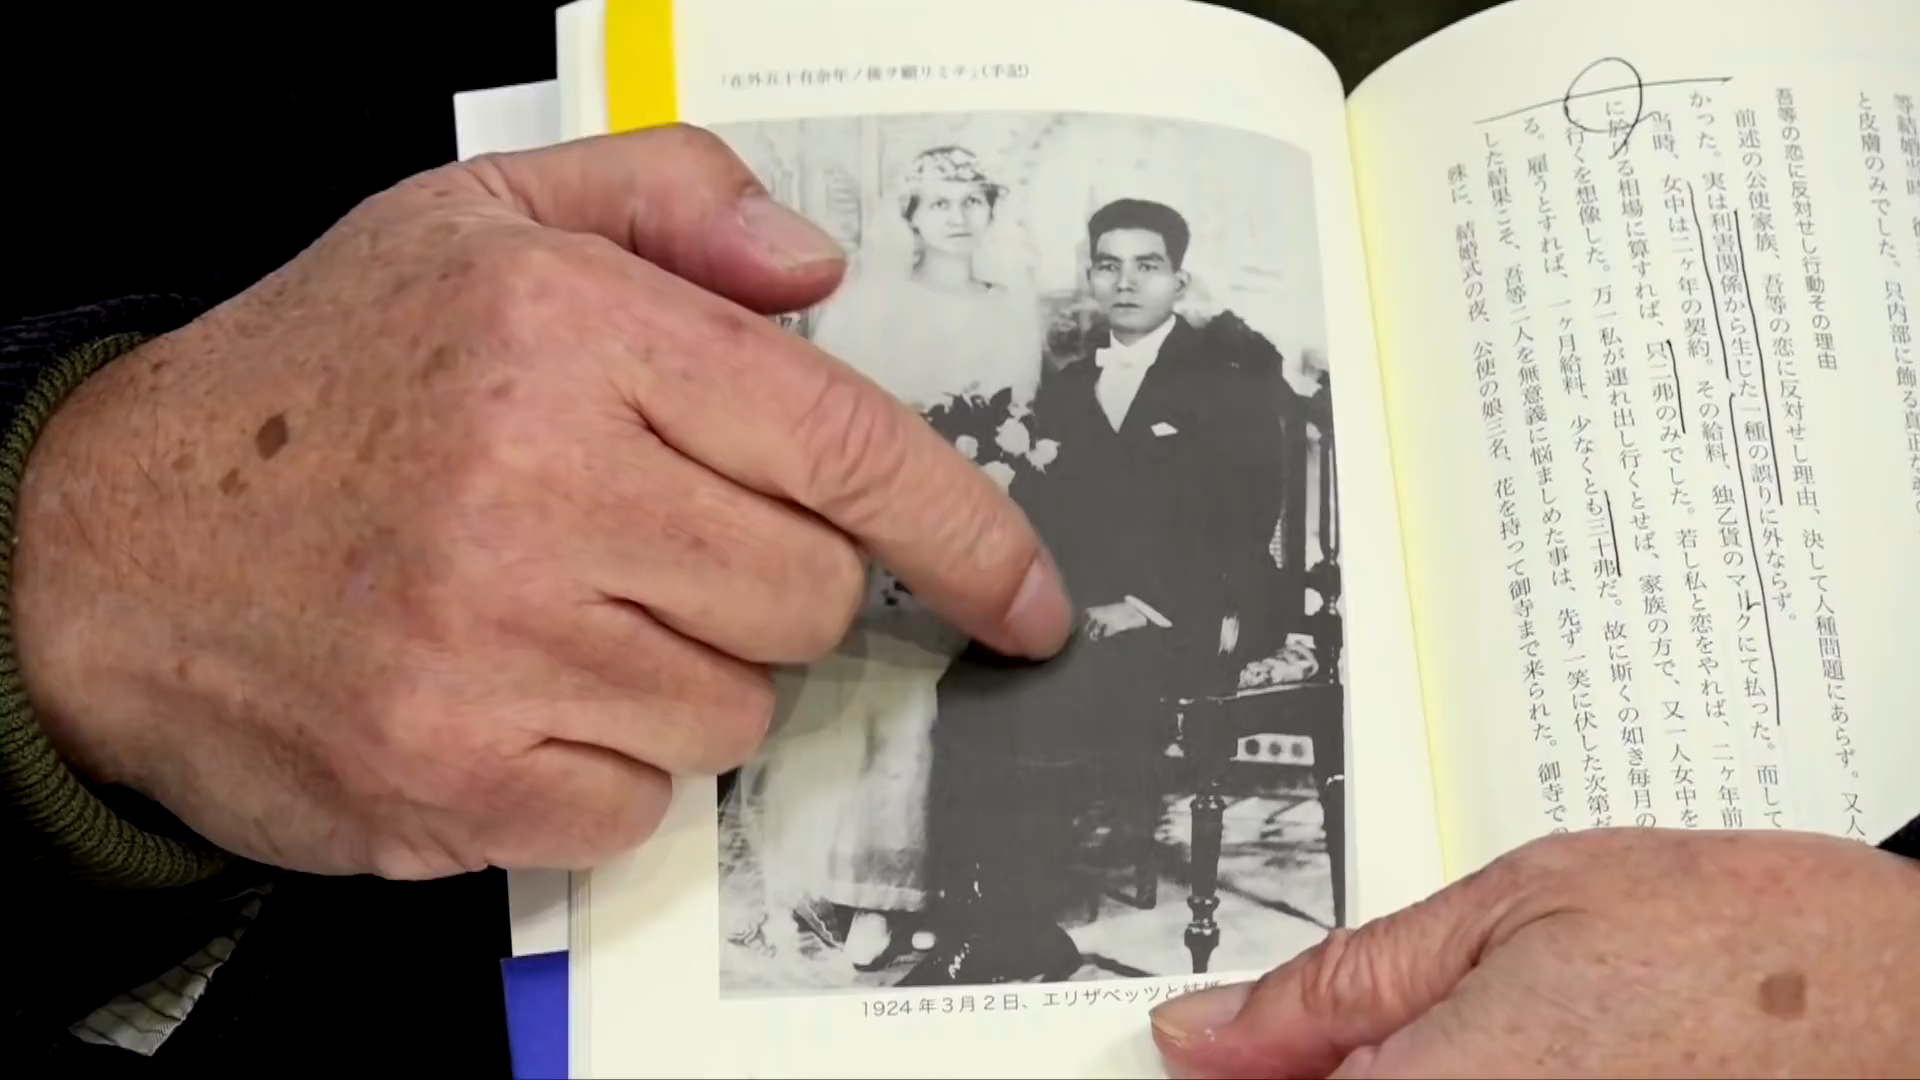 「在外五十有余年ノ後ヲ顧リミテ」（手記）
1924年3月2日、エリザベッツと結婚
と皮膚のみでした。只内部に飾る真正なる
吾等の恋に反対せし行動その理由
前述の公使家族、吾等の恋に反対せし理由、決して人種問題にあらず。又人
かった。実は利害関係から生じた一種の誤りに外ならず。
当時、女中は二ヶ年の契約。その給料、独乙貨のマルクにて払った。而して
に於ける相場に算すれば、只二弗のみでした。若し私と恋をやれば、二ヶ年前
行くを想像した。万一私が連れ出し行くとせば、家族の方で、又一人女中を
る。雇うとすれば、一ヶ月給料、少なくとも三十弗だ。故に斯くの如き毎月の
した結果こそ、吾等二人を無意義に悩ましめた事は、先ず一笑に伏した次第だ
殊に、結婚式の夜、公使の娘三名、花を持って御寺まで来られた。御寺での